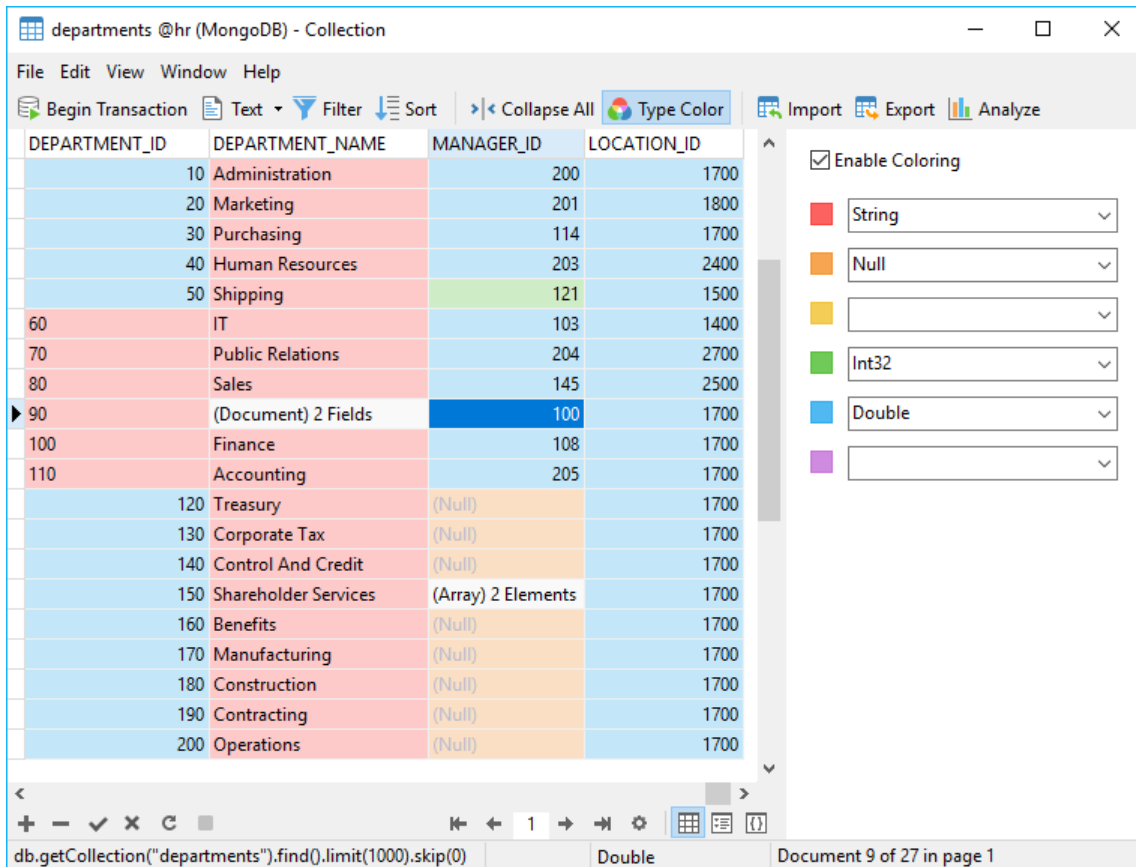 departments @hr (MongoDB) - Collection
File Edit View Window Help
Begin Transaction Text Filter Sort Collapse All Type Color Import Export Analyze
DEPARTMENT_ID DEPARTMENT_NAME MANAGER_ID LOCATION_ID
Enable Coloring
10 Administration 200 1700
20 Marketing 201 1800
String
30 Purchasing 114 1700
40 Human Resources 203 2400
Null
50 Shipping 121 1500
60 IT 103 1400
70 Public Relations 204 2700
Int32
80 Sales 145 2500
90 (Document) 2 Fields 100 1700
Double
100 Finance 108 1700
110 Accounting 205 1700
120 Treasury (Null) 1700
130 Corporate Tax (Null) 1700
140 Control And Credit (Null) 1700
150 Shareholder Services (Array) 2 Elements 1700
160 Benefits (Null) 1700
170 Manufacturing (Null) 1700
180 Construction (Null) 1700
190 Contracting (Null) 1700
200 Operations (Null) 1700
1
db.getCollection("departments").find().limit(1000).skip(0) Double Document 9 of 27 in page 1